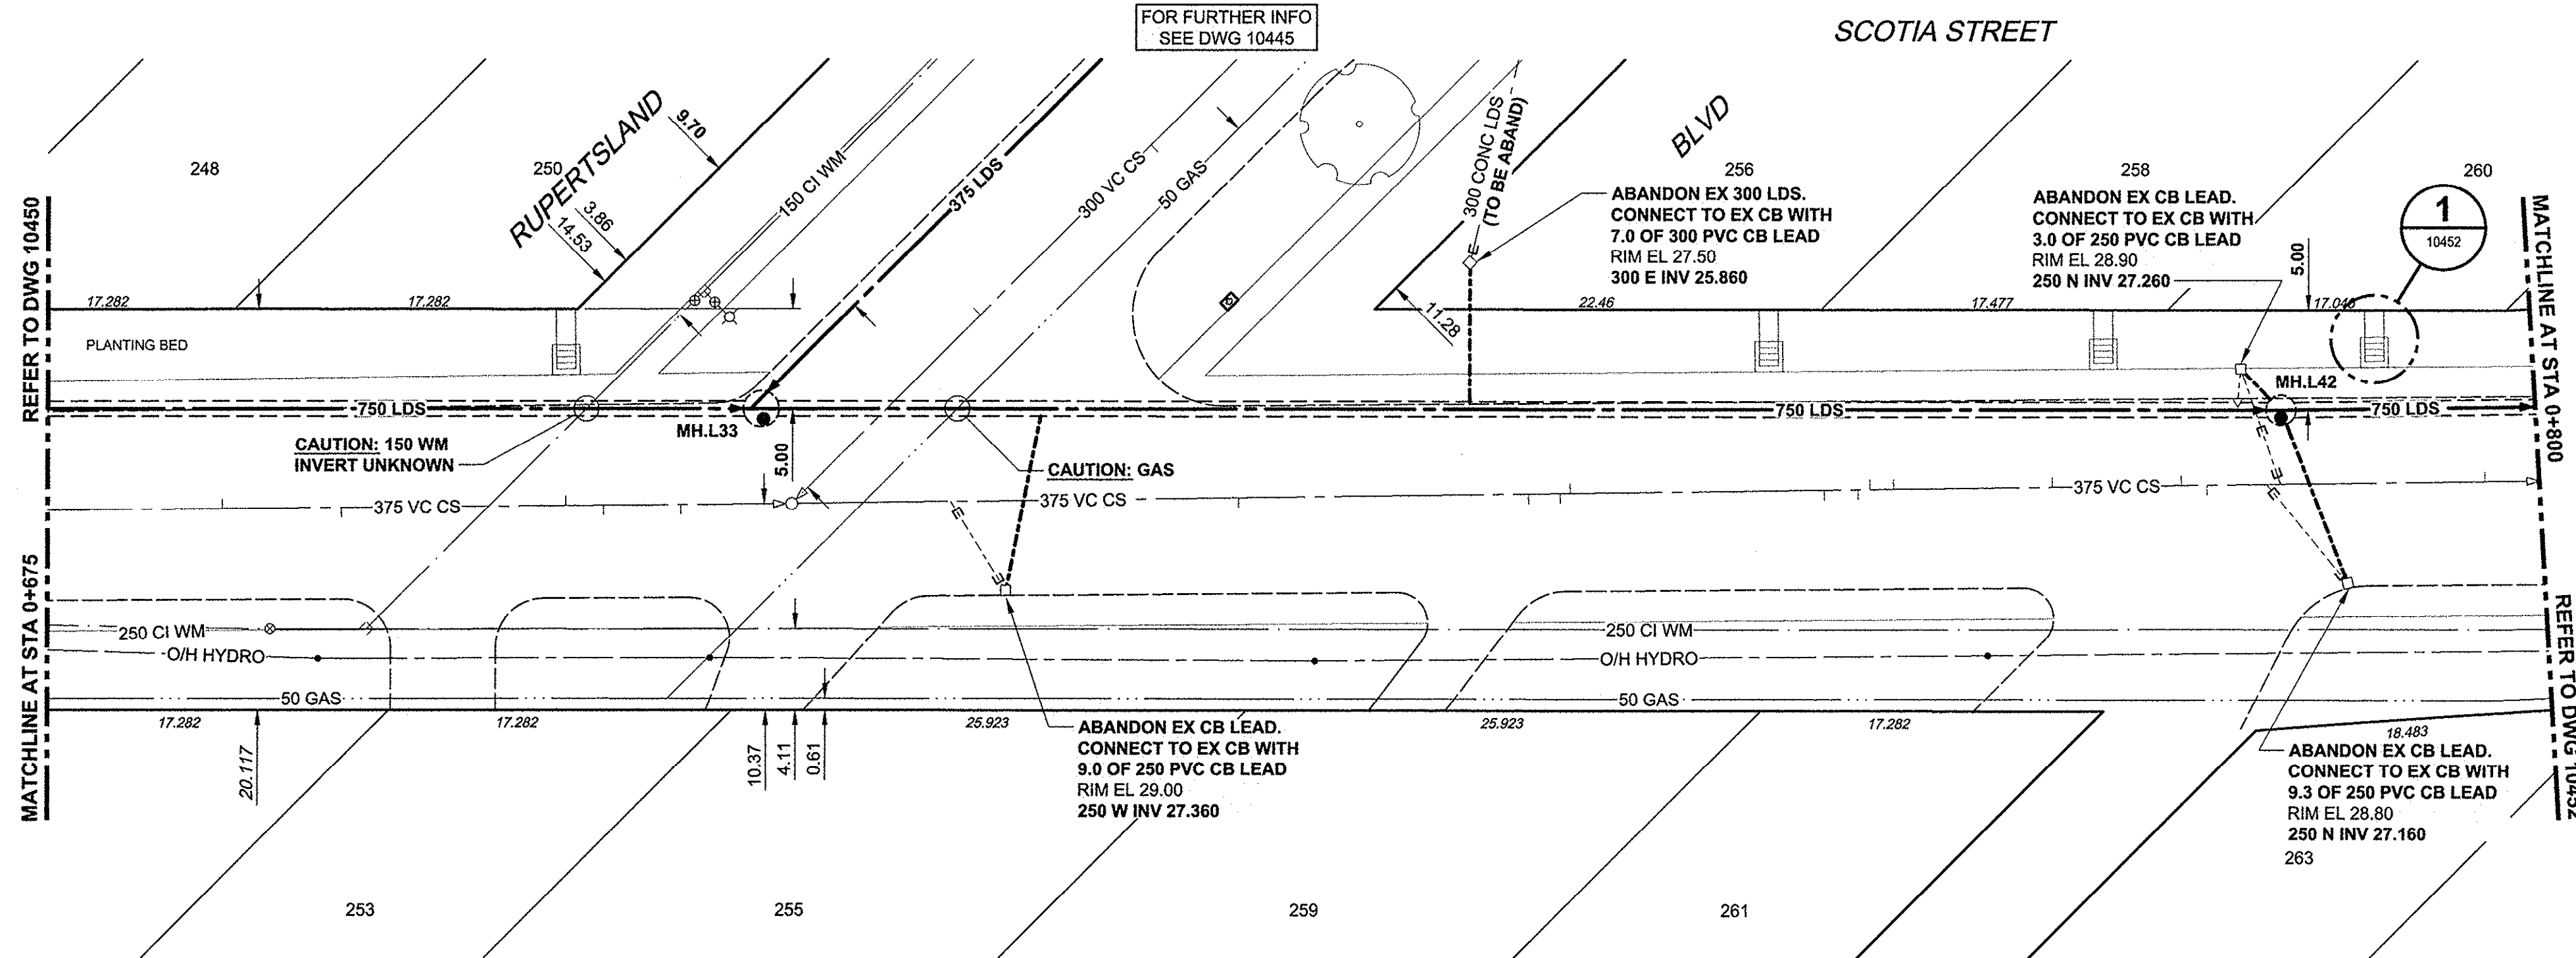 FOR FURTHER INFO
SEE DWG 10445
SCOTIA STREET
248
250
RUPERTSLAND
9.70
3.86
14.53
150 CI WM
375 LDS
300 VC CS
50 GAS
300 CONC LDS
(TO BE ABAND)
BLVD
256
258
260
ABANDON EX 300 LDS.
CONNECT TO EX CB WITH
7.0 OF 300 PVC CB LEAD
RIM EL 27.50
300 E INV 25.860
ABANDON EX CB LEAD.
CONNECT TO EX CB WITH
3.0 OF 250 PVC CB LEAD
RIM EL 28.90
250 N INV 27.260
1
10452
5.00
REFER TO DWG 10450
MATCHLINE AT STA 0+675
MATCHLINE AT STA 0+800
REFER TO DWG 10452
17.282
17.282
22.46
17.477
17.046
11.28
PLANTING BED
750 LDS
MH.L33
750 LDS
MH.L42
750 LDS
CAUTION: 150 WM
INVERT UNKNOWN
5.00
CAUTION: GAS
375 VC CS
375 VC CS
375 VC CS
E
E
E
E
E
E
250 CI WM
250 CI WM
O/H HYDRO
O/H HYDRO
50 GAS
50 GAS
17.282
17.282
25.923
25.923
17.282
18.483
20.117
10.37
4.11
0.61
ABANDON EX CB LEAD.
CONNECT TO EX CB WITH
9.0 OF 250 PVC CB LEAD
RIM EL 29.00
250 W INV 27.360
ABANDON EX CB LEAD.
CONNECT TO EX CB WITH
9.3 OF 250 PVC CB LEAD
RIM EL 28.80
250 N INV 27.160
263
253
255
259
261